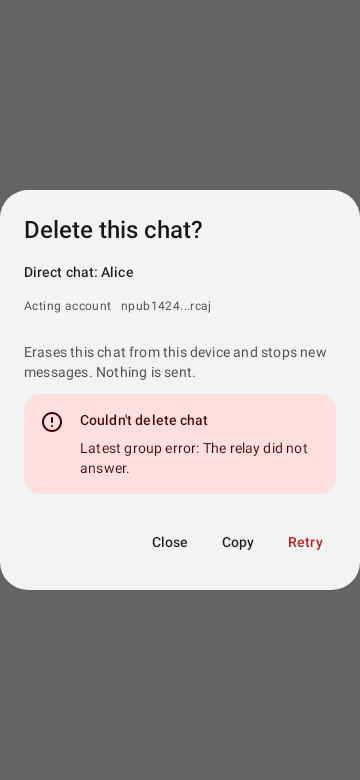 Delete this chat?
Direct chat: Alice
Acting account npub1424...rcaj
Erases this chat from this device and stops new
messages. Nothing is sent.
Couldn't delete chat
Latest group error: The relay did not
answer.
Close Copy Retry